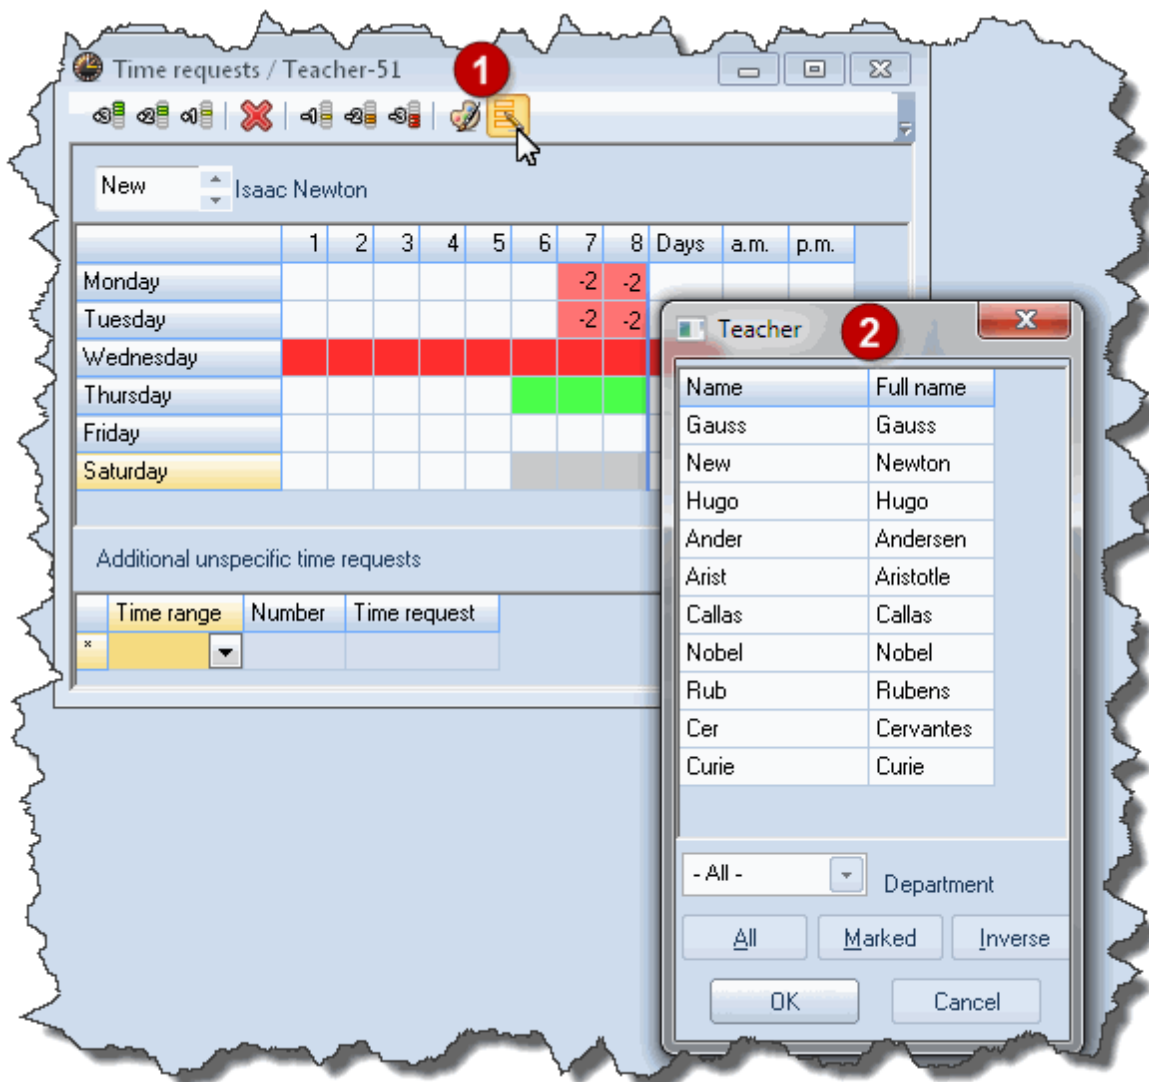 Time requests / Teacher-51
1
-3 -2 -1
New Isaac Newton
1 2 3 4 5 6 7 8 Days a.m. p.m.
Monday -2 -2
Tuesday -2 -2
Wednesday
Thursday
Friday
Saturday
Additional unspecific time requests
Time range Number Time request
*
Teacher
2
Name Full name
Gauss Gauss
New Newton
Hugo Hugo
Ander Andersen
Arist Aristotle
Callas Callas
Nobel Nobel
Rub Rubens
Cer Cervantes
Curie Curie
- All - Department
All Marked Inverse
OK Cancel